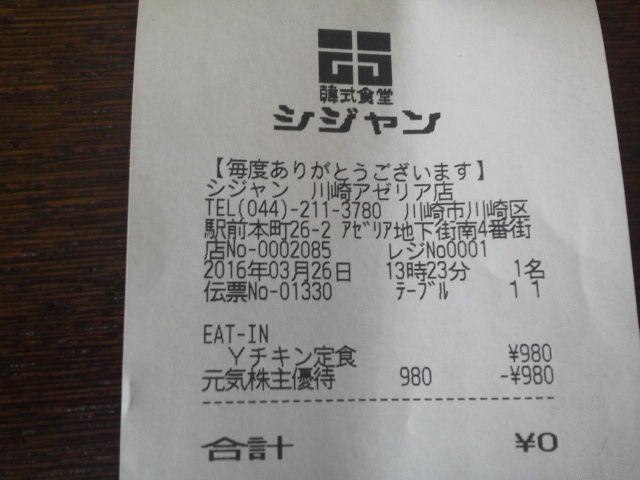 韓式食堂
シジャン
【毎度ありがとうございます】
シジャン 川崎アゼリア店
TEL(044)-211-3780 川崎市川崎区
駅前本町26-2 ｱｾﾞﾘｱ地下街南4番街
店No-0002085 レジNo0001
2016年03月26日 13時23分 1名
伝票No-01330 ﾃｰﾌﾞﾙ 11
EAT-IN
Yチキン定食 ¥980
元気株主優待 980 -¥980
合計 ¥0